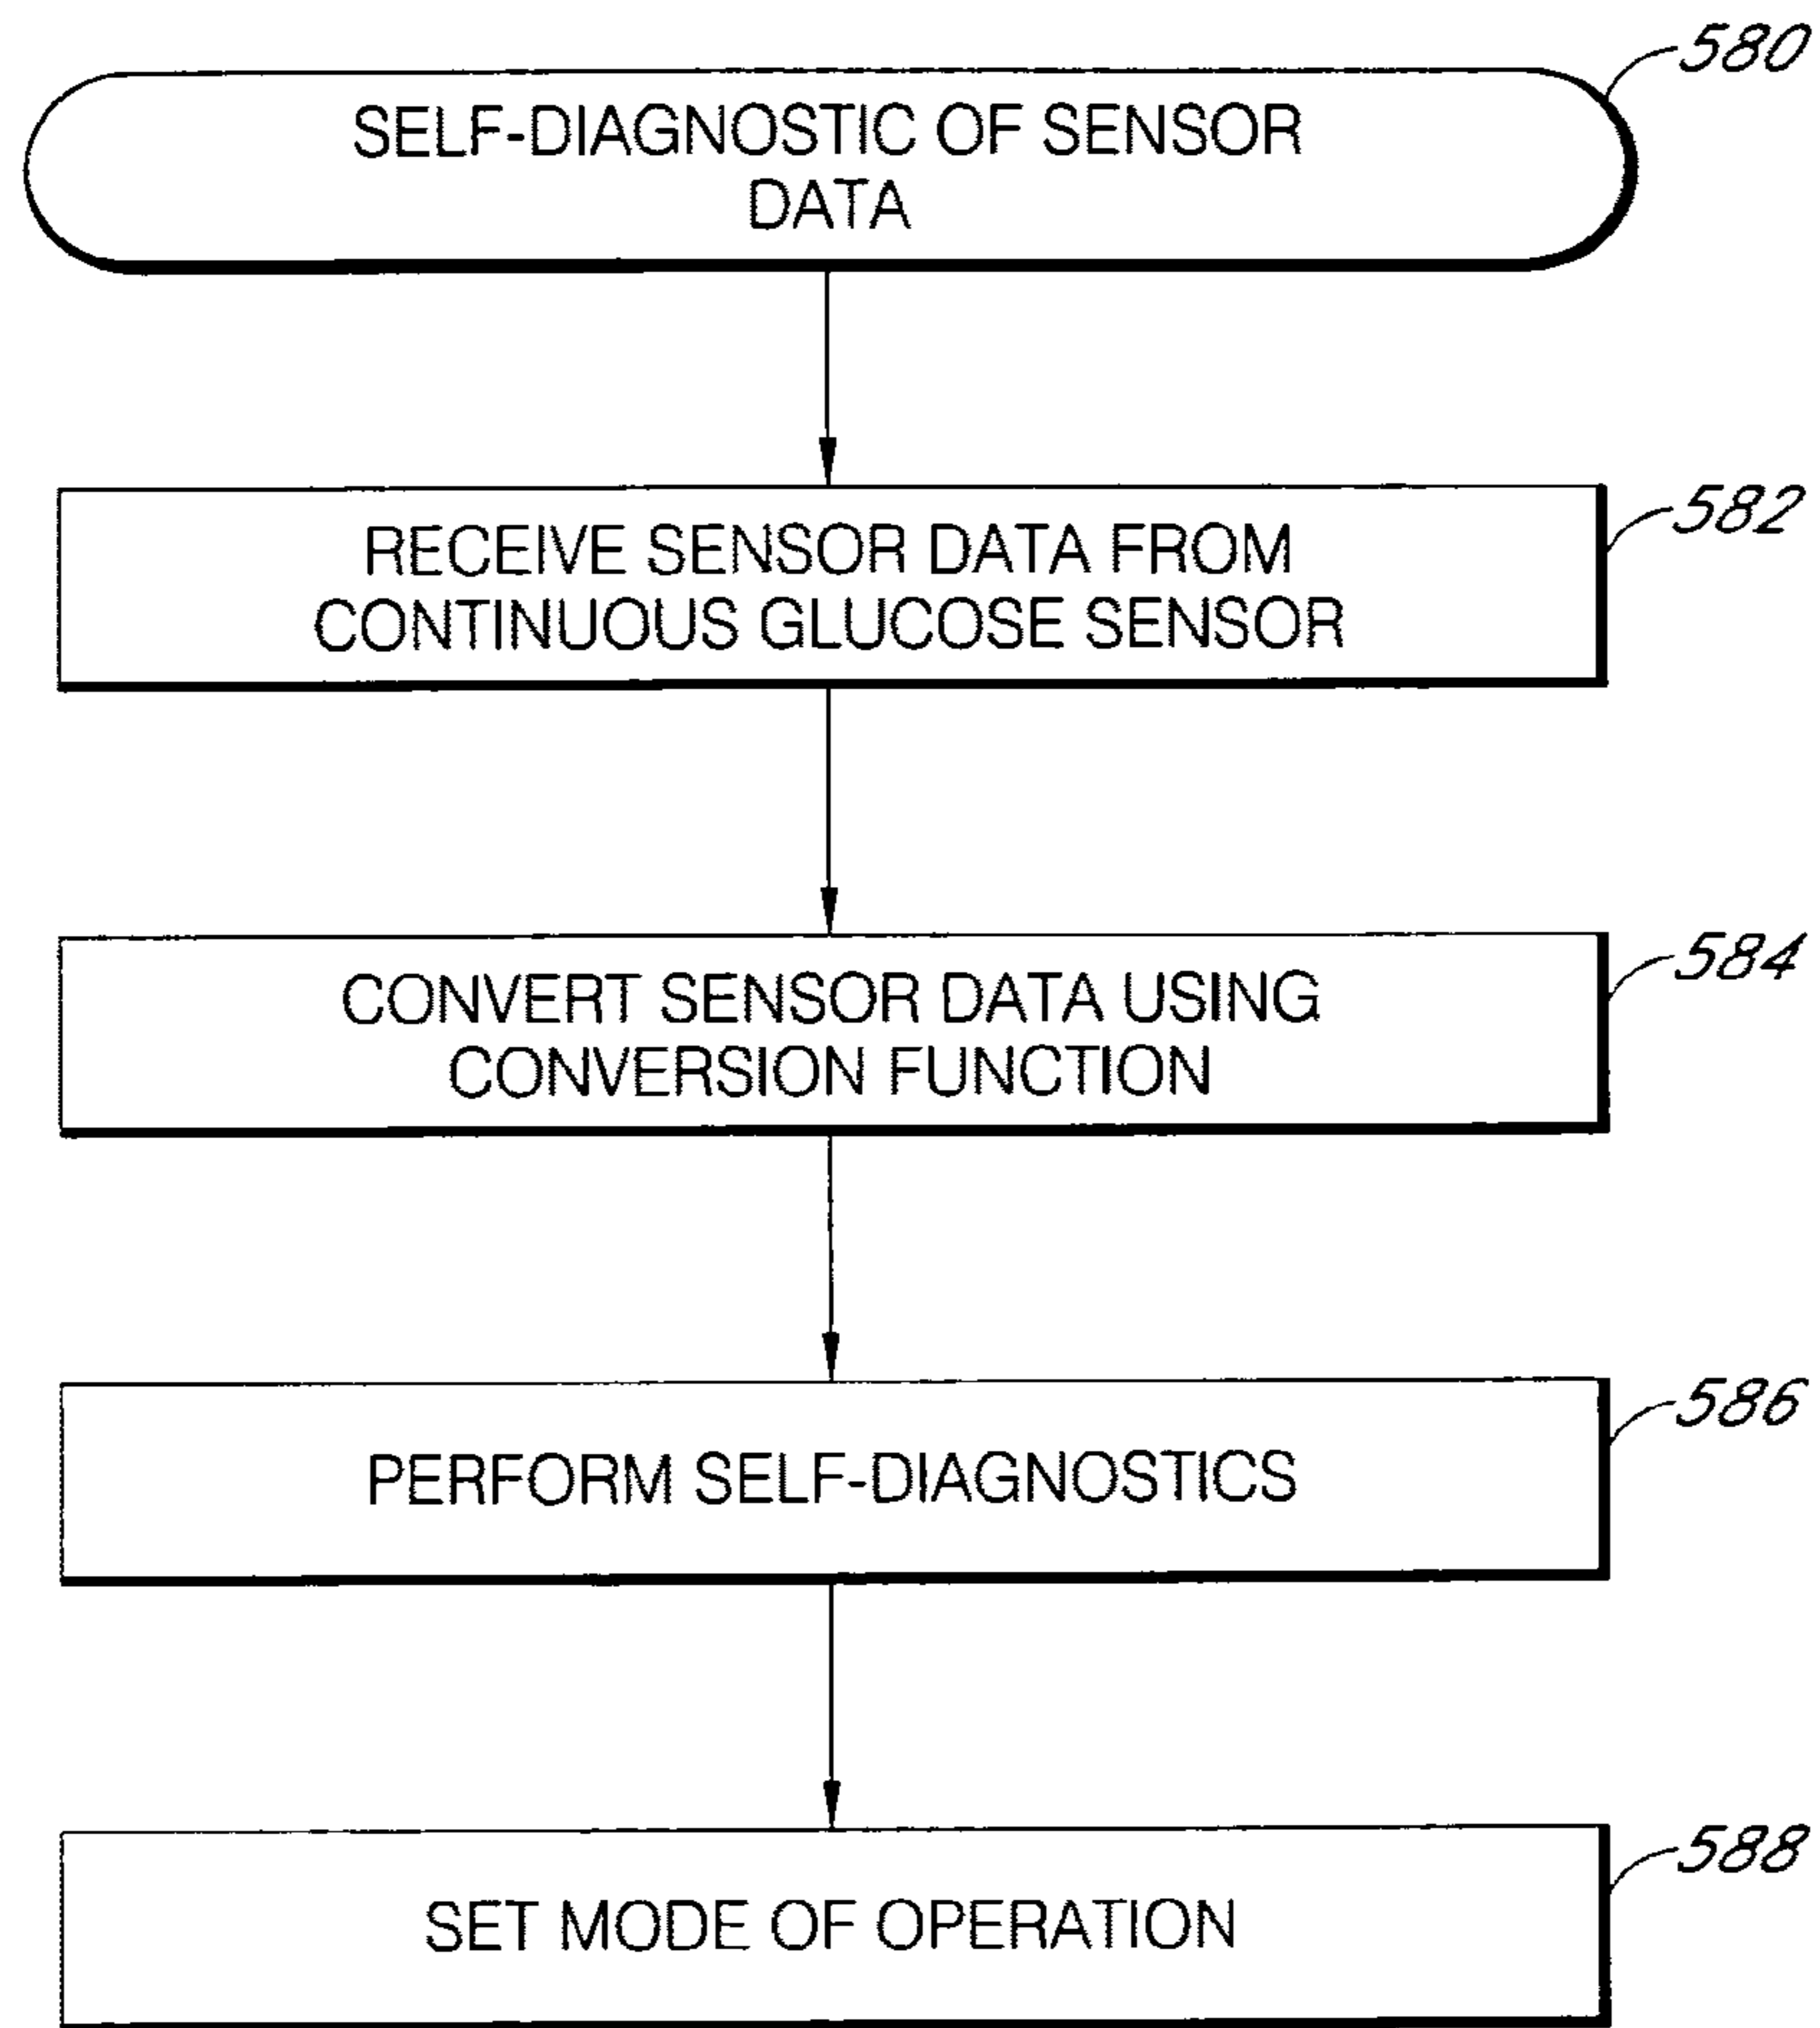 580
SELF-DIAGNOSTIC OF SENSOR
DATA
582
RECEIVE SENSOR DATA FROM
CONTINUOUS GLUCOSE SENSOR
584
CONVERT SENSOR DATA USING
CONVERSION FUNCTION
586
PERFORM SELF-DIAGNOSTICS
588
SET MODE OF OPERATION